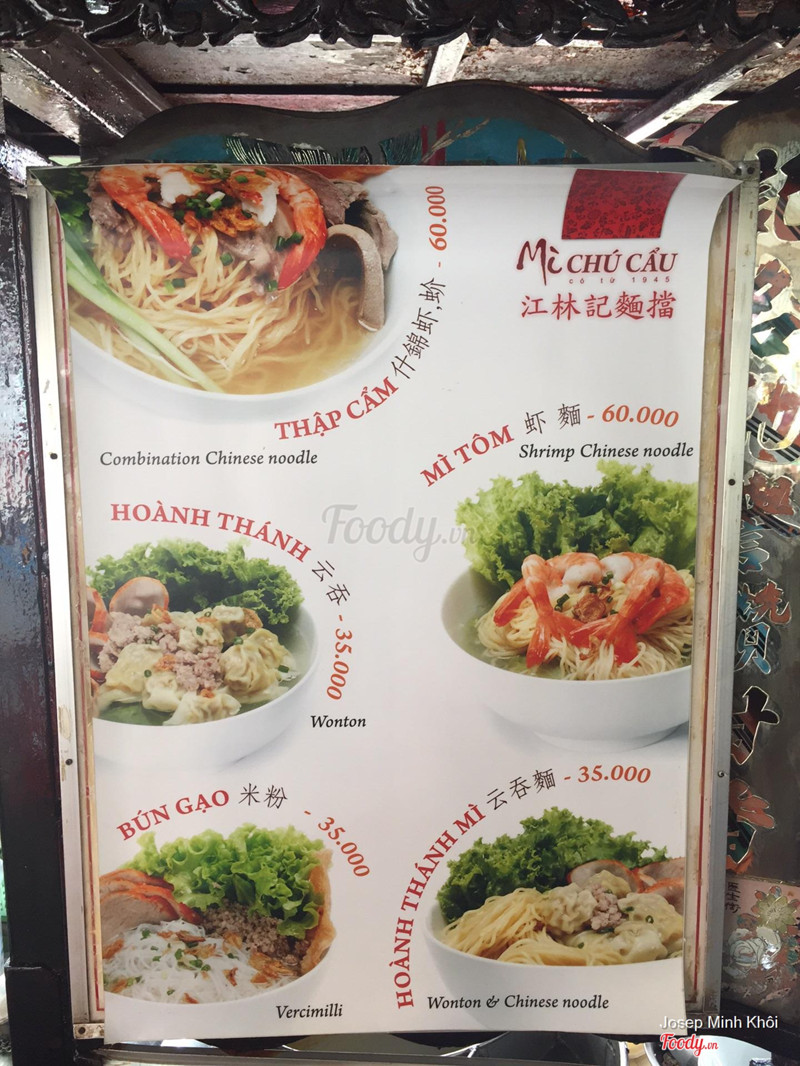 Mì CHÚ CẨU
có từ 1945
江林記麵擋
THẬP CẨM 什錦虾,蚧 - 60.000
Combination Chinese noodle
MÌ TÔM 虾麵 - 60.000
Shrimp Chinese noodle
HOÀNH THÁNH 云吞 - 35.000
Wonton
Foody.vn
BÚN GẠO 米粉 - 35.000
Vercimilli
HOÀNH THÁNH MÌ 云吞麵 - 35.000
Wonton & Chinese noodle
Josep Minh Khôi
Foody.vn